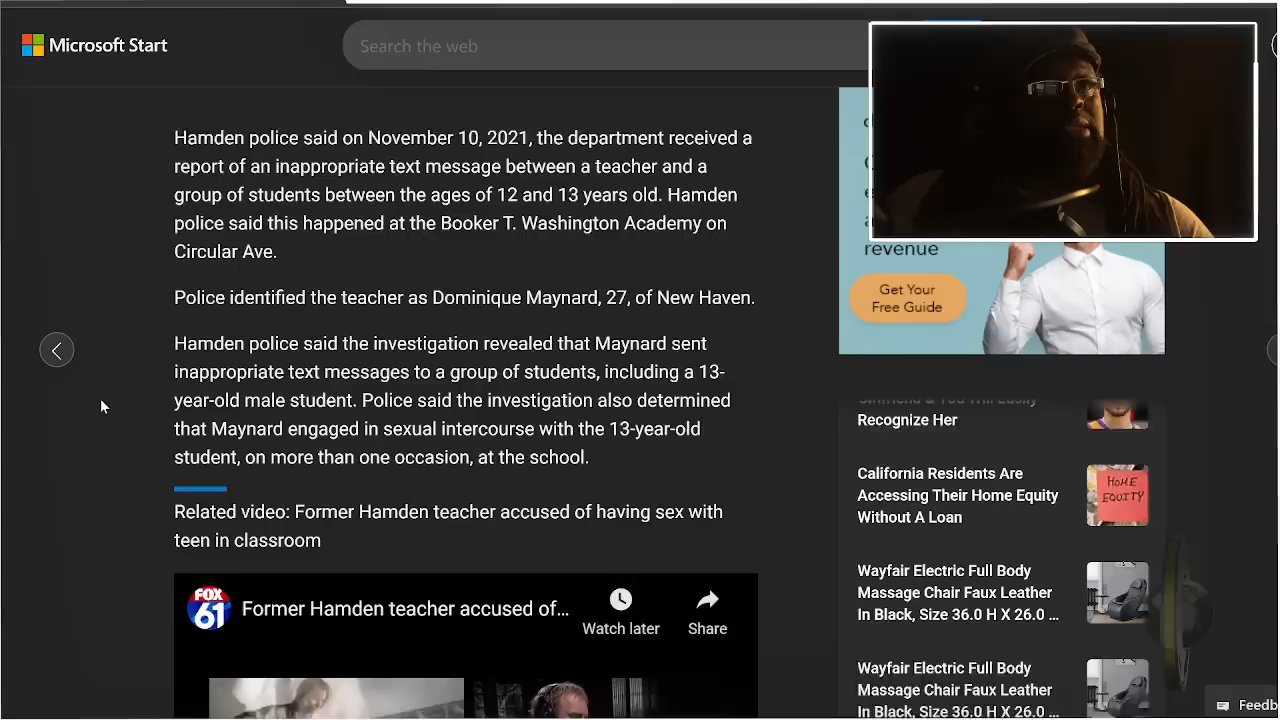 Microsoft Start
Search the web
Hamden police said on November 10, 2021, the department received a
report of an inappropriate text message between a teacher and a
group of students between the ages of 12 and 13 years old. Hamden
police said this happened at the Booker T. Washington Academy on
Circular Ave.
Police identified the teacher as Dominique Maynard, 27, of New Haven.
Hamden police said the investigation revealed that Maynard sent
inappropriate text messages to a group of students, including a 13-
year-old male student. Police said the investigation also determined
that Maynard engaged in sexual intercourse with the 13-year-old
student, on more than one occasion, at the school.
Related video: Former Hamden teacher accused of having sex with
teen in classroom
FOX
61
Former Hamden teacher accused of...
Watch later
Share
revenue
Get Your
Free Guide
Girlfriend & You Will Easily
Recognize Her
California Residents Are
Accessing Their Home Equity
Without A Loan
HOME
EQUITY
Wayfair Electric Full Body
Massage Chair Faux Leather
In Black, Size 36.0 H X 26.0 ...
Wayfair Electric Full Body
Massage Chair Faux Leather
In Black, Size 36.0 H X 26.0 ...
Feedb